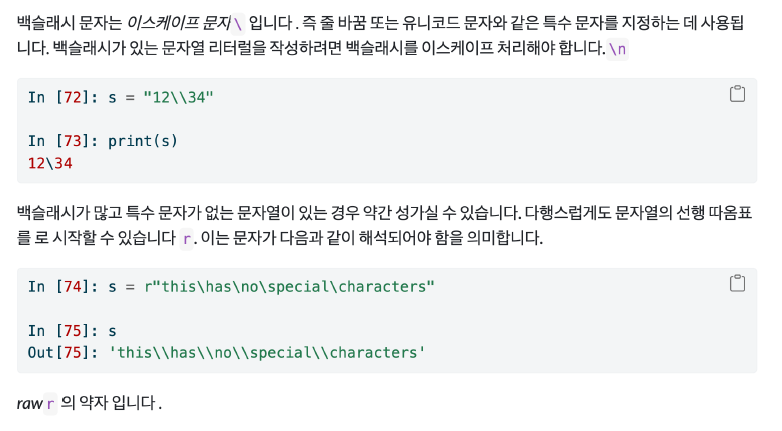 백슬래시 문자는 이스케이프 문자 \ 입니다 . 즉 줄 바꿈 또는 유니코드 문자와 같은 특수 문자를 지정하는 데 사용됩
니다. 백슬래시가 있는 문자열 리터럴을 작성하려면 백슬래시를 이스케이프 처리해야 합니다. \n
In [72]: s = "12\\34"
In [73]: print(s)
12\34
백슬래시가 많고 특수 문자가 없는 문자열이 있는 경우 약간 성가실 수 있습니다. 다행스럽게도 문자열의 선행 따옴표
를 로 시작할 수 있습니다 r . 이는 문자가 다음과 같이 해석되어야 함을 의미합니다.
In [74]: s = r"this\has\no\special\characters"
In [75]: s
Out[75]: 'this\\has\\no\\special\\characters'
raw r 의 약자 입니다 .